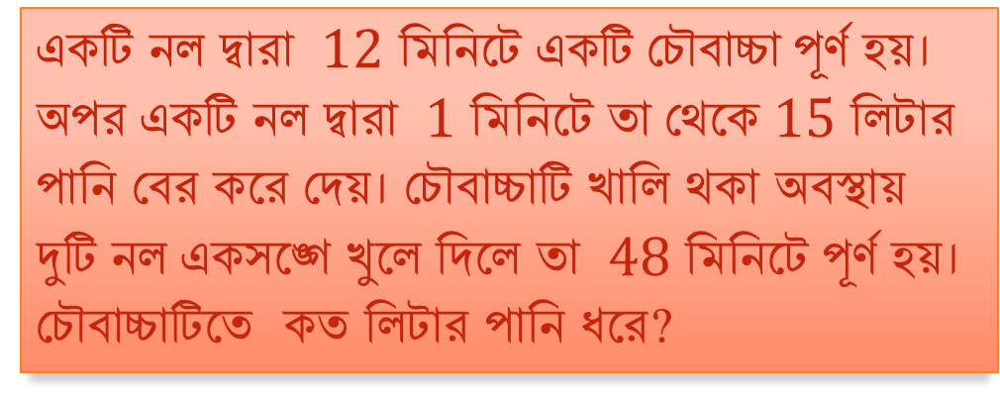 একটি নল দ্বারা 12 মিনিটে একটি চৌবাচ্চা পূর্ণ হয়।
অপর একটি নল দ্বারা 1 মিনিটে তা থেকে 15 লিটার
পানি বের করে দেয়। চৌবাচ্চাটি খালি থকা অবস্থায়
দুটি নল একসঙ্গে খুলে দিলে তা 48 মিনিটে পূর্ণ হয়।
চৌবাচ্চাটিতে কত লিটার পানি ধরে?